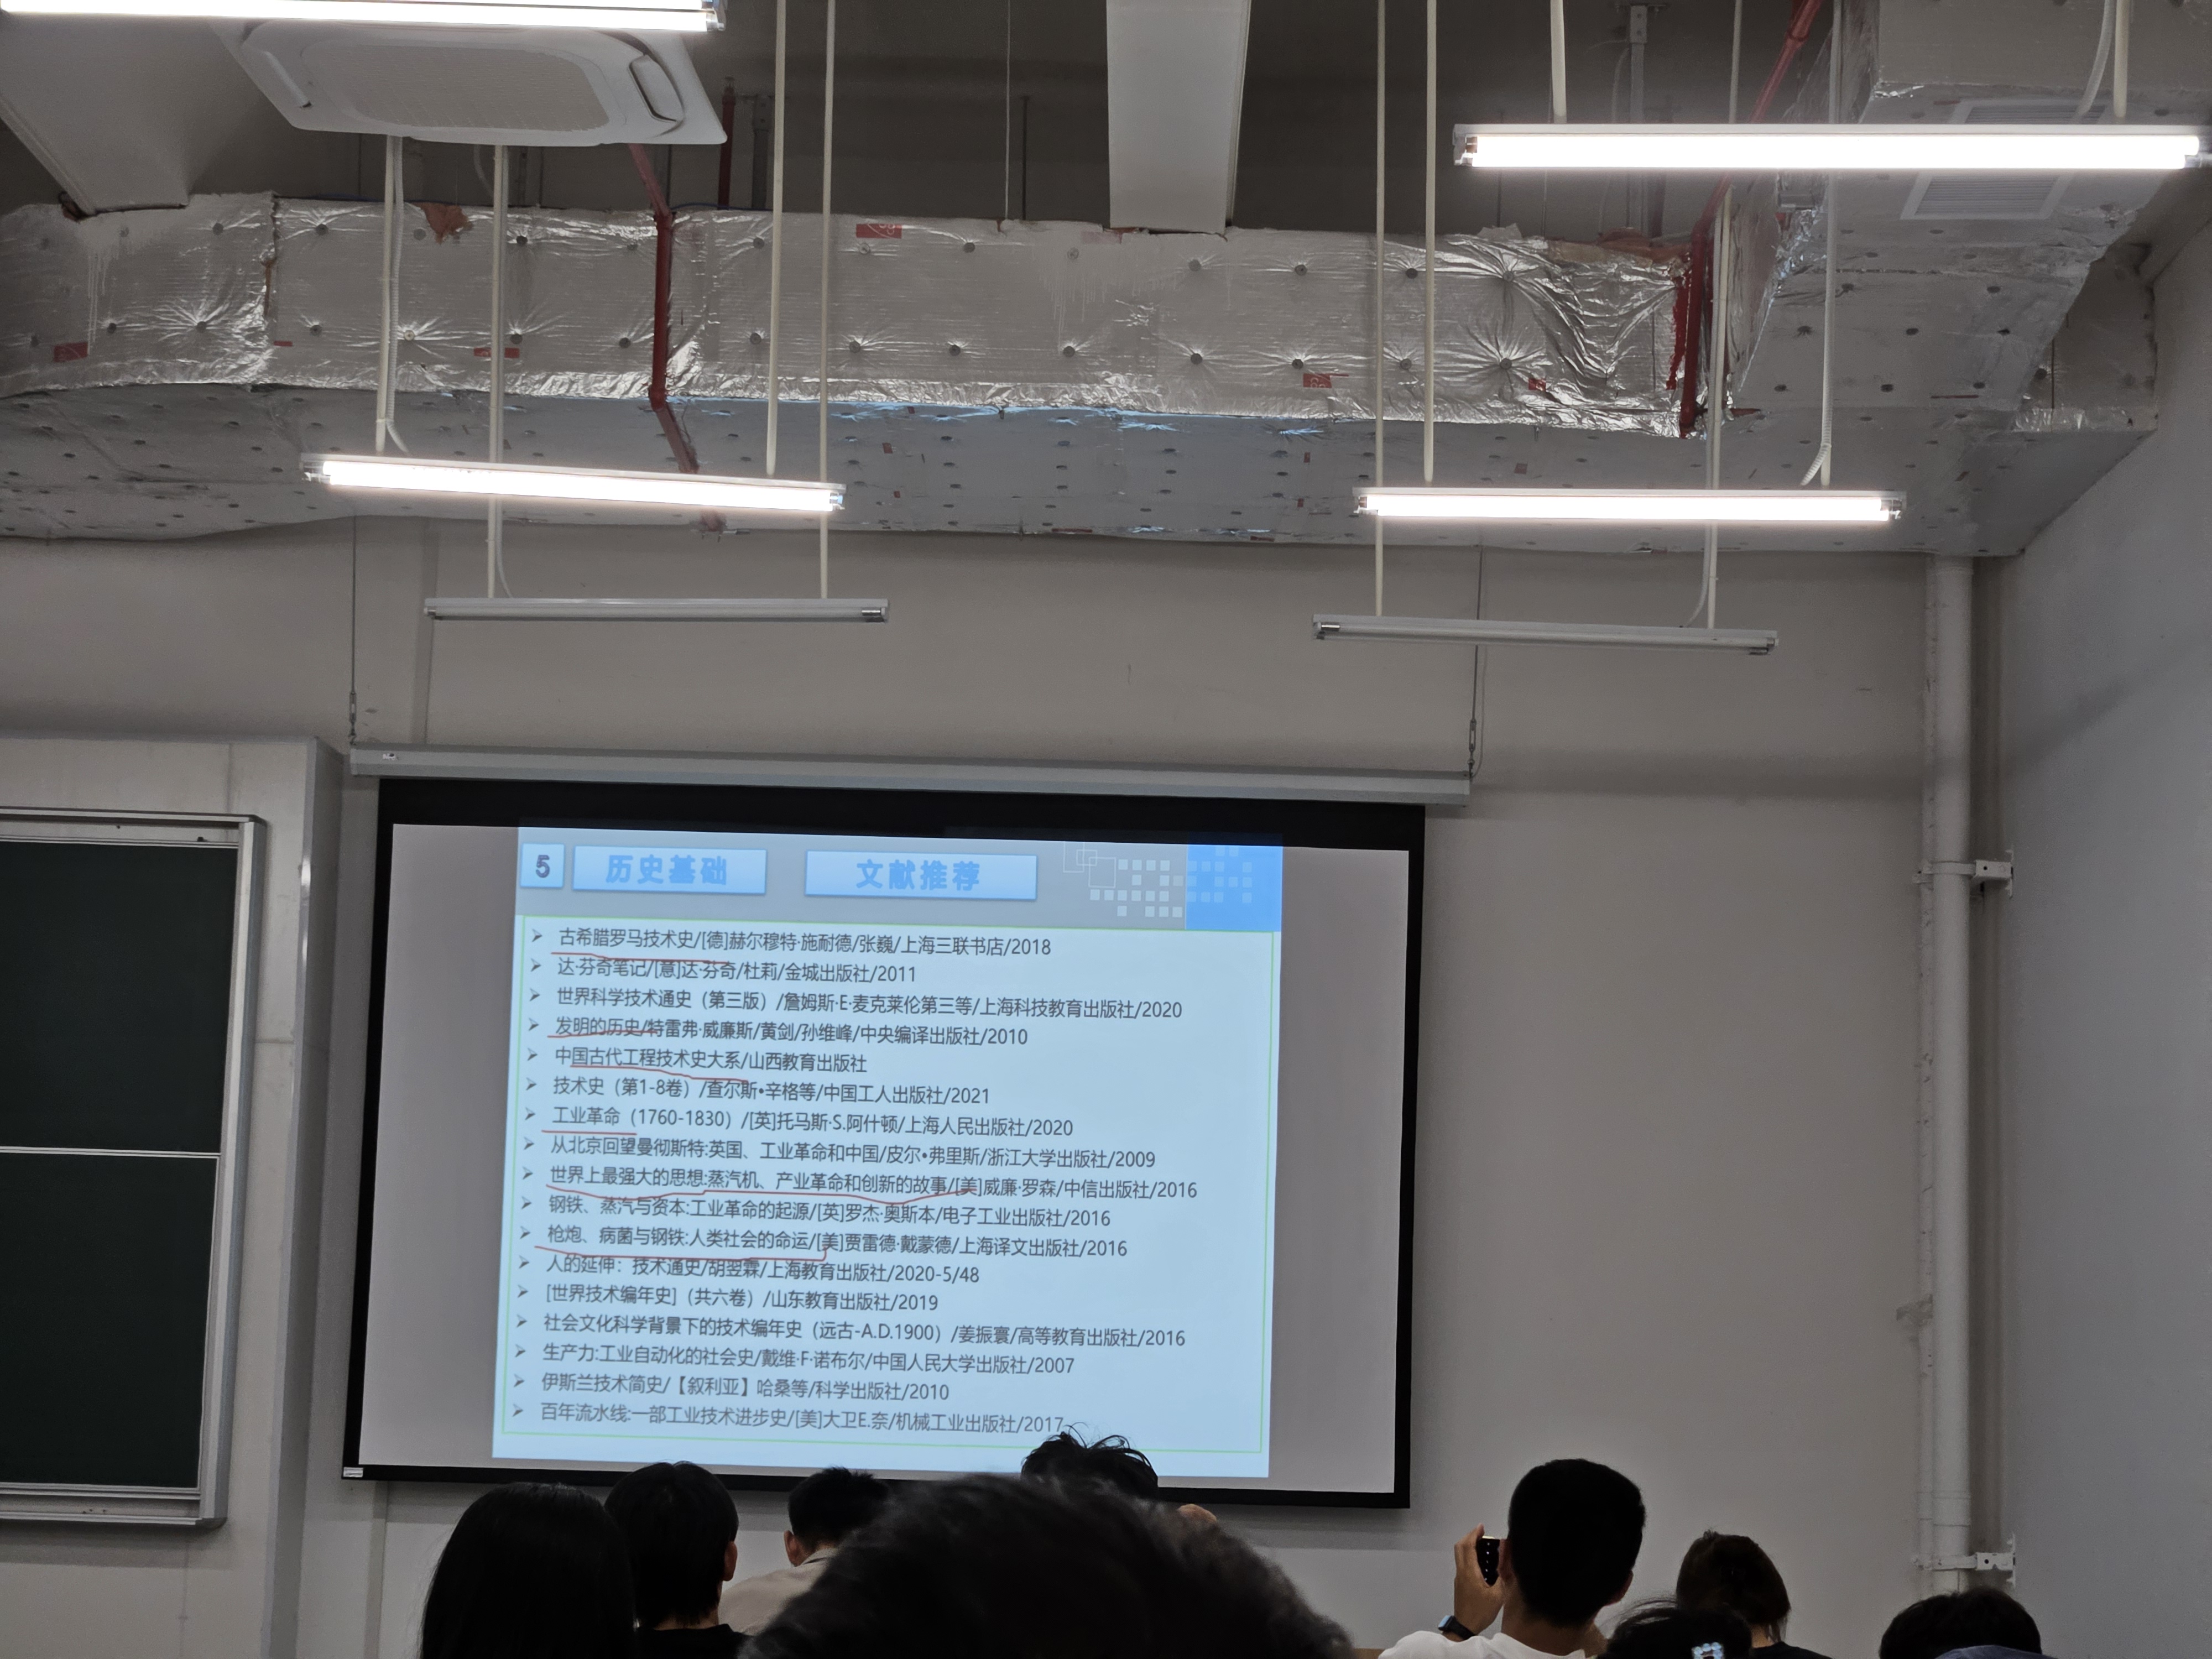 5 历史基础 文献推荐
古希腊罗马技术史/[德]赫尔穆特·施耐德/张巍/上海三联书店/2018
达·芬奇笔记/[意]达·芬奇/杜莉/金城出版社/2011
世界科学技术通史（第三版）/詹姆斯·E·麦克莱伦第三等/上海科技教育出版社/2020
发明的历史/特雷弗·威廉斯/黄剑/孙维峰/中央编译出版社/2010
中国古代工程技术史大系/山西教育出版社
技术史（第1-8卷）/查尔斯•辛格等/中国工人出版社/2021
工业革命（1760-1830）/[英]托马斯·S.阿什顿/上海人民出版社/2020
从北京回望曼彻斯特:英国、工业革命和中国/皮尔•弗里斯/浙江大学出版社/2009
世界上最强大的思想:蒸汽机、产业革命和创新的故事/[美]威廉·罗森/中信出版社/2016
钢铁、蒸汽与资本:工业革命的起源/[英]罗杰·奥斯本/电子工业出版社/2016
枪炮、病菌与钢铁:人类社会的命运/[美]贾雷德·戴蒙德/上海译文出版社/2016
人的延伸：技术通史/胡翌霖/上海教育出版社/2020-5/48
[世界技术编年史]（共六卷）/山东教育出版社/2019
社会文化科学背景下的技术编年史（远古-A.D.1900）/姜振寰/高等教育出版社/2016
生产力:工业自动化的社会史/戴维·F·诺布尔/中国人民大学出版社/2007
伊斯兰技术简史/【叙利亚】哈桑等/科学出版社/2010
百年流水线:一部工业技术进步史/[美]大卫E.奈/机械工业出版社/2017